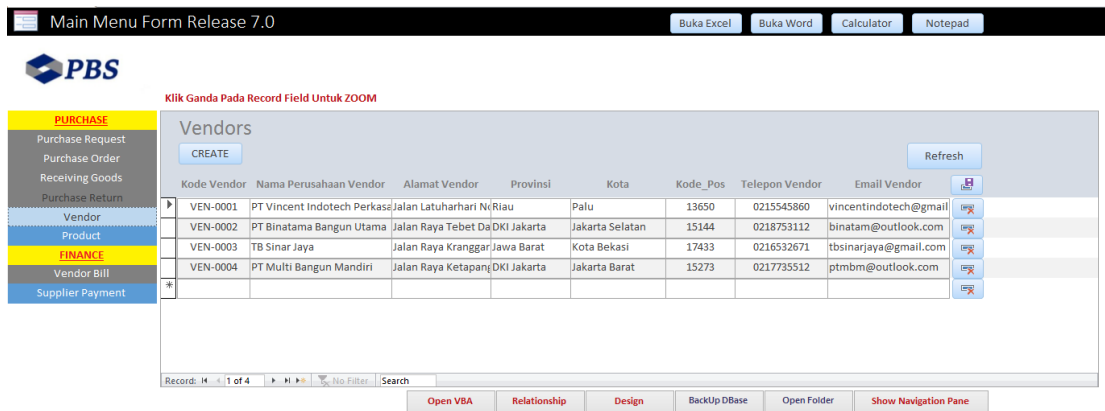 Main Menu Form Release 7.0 Buka Excel Buka Word Calculator Notepad
PBS
Klik Ganda Pada Record Field Untuk ZOOM
PURCHASE
Purchase Request
Purchase Order
Receiving Goods
Purchase Return
Vendor
Product
FINANCE
Vendor Bill
Supplier Payment
Vendors
CREATE Refresh
Kode Vendor Nama Perusahaan Vendor Alamat Vendor Provinsi Kota Kode_Pos Telepon Vendor Email Vendor
VEN-0001 PT Vincent Indotech Perkasa Jalan Latuharhari No Riau Palu 13650 0215545860 vincentindotech@gmail
VEN-0002 PT Binatama Bangun Utama Jalan Raya Tebet Da DKI Jakarta Jakarta Selatan 15144 0218753112 binatam@outlook.com
VEN-0003 TB Sinar Jaya Jalan Raya Kranggar Jawa Barat Kota Bekasi 17433 0216532671 tbsinarjaya@gmail.com
VEN-0004 PT Multi Bangun Mandiri Jalan Raya Ketapang DKI Jakarta Jakarta Barat 15273 0217735512 ptmbm@outlook.com
Record: 1 of 4 No Filter Search
Open VBA Relationship Design BackUp DBase Open Folder Show Navigation Pane